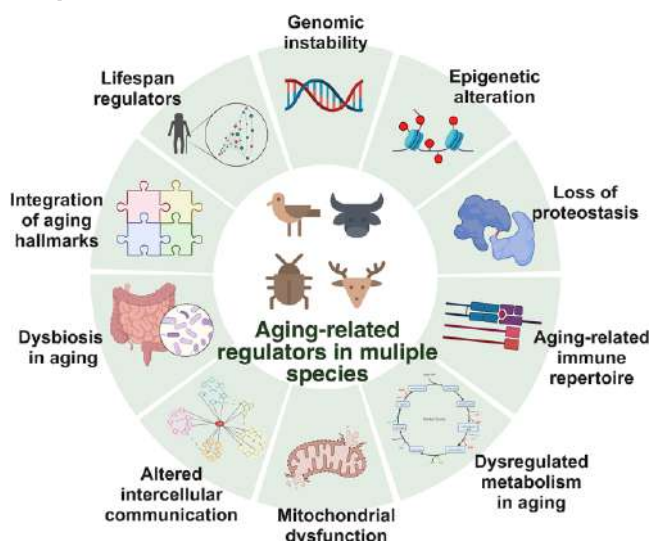 Genomic
instability
Epigenetic
alteration
Loss of
proteostasis
Aging-related
immune
repertoire
Dysregulated
metabolism
in aging
Mitochondrial
dysfunction
Altered
intercellular
communication
Dysbiosis
in aging
Integration
of aging
hallmarks
Lifespan
regulators
Aging-related
regulators in muliple
species